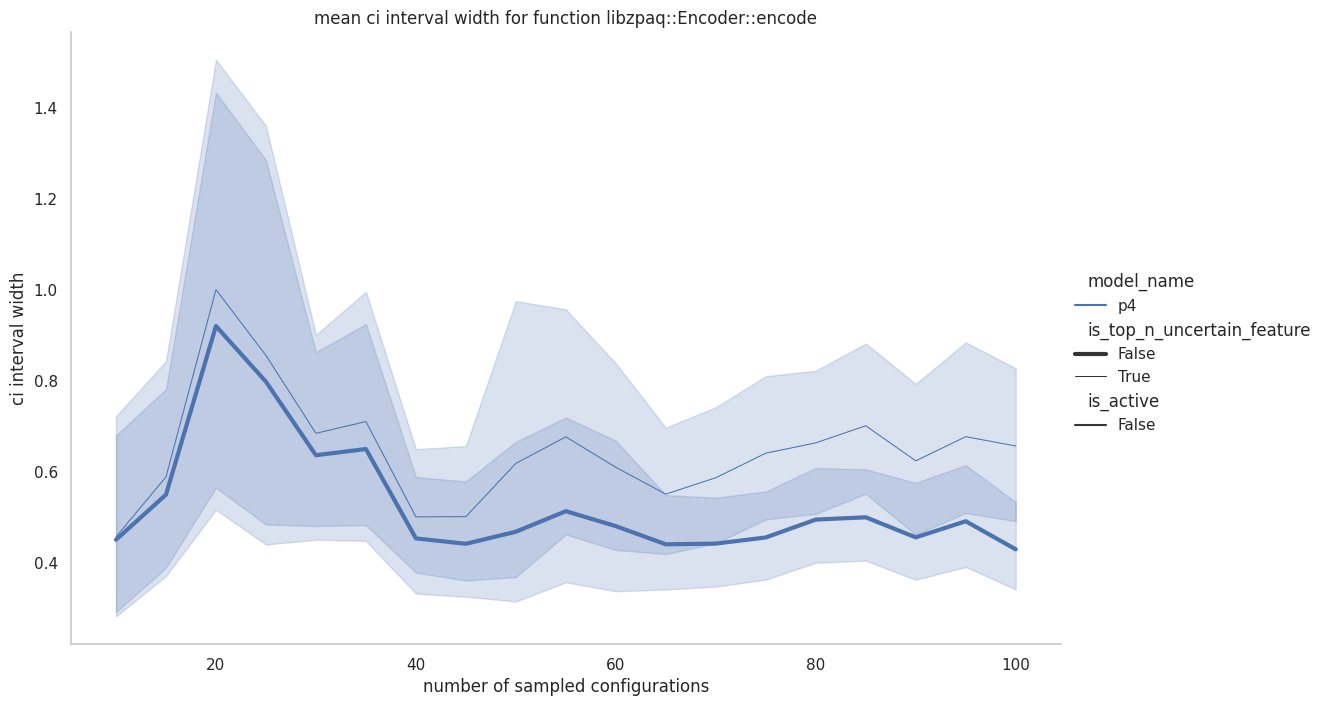 mean ci interval width for function libzpaq::Encoder::encode
ci interval width
1.4
1.2
1.0
0.8
0.6
0.4
20
40
60
80
100
number of sampled configurations
model_name
p4
is_top_n_uncertain_feature
False
True
is_active
False